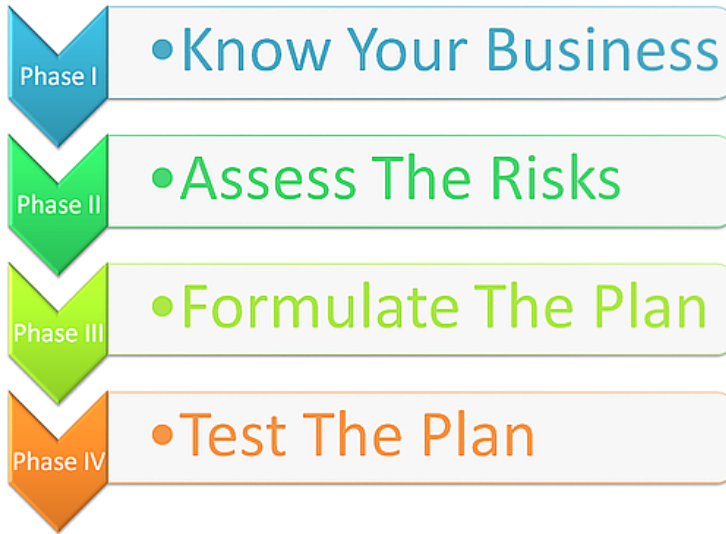 Phase I
•Know Your Business
Phase II
•Assess The Risks
Phase III
•Formulate The Plan
Phase IV
•Test The Plan